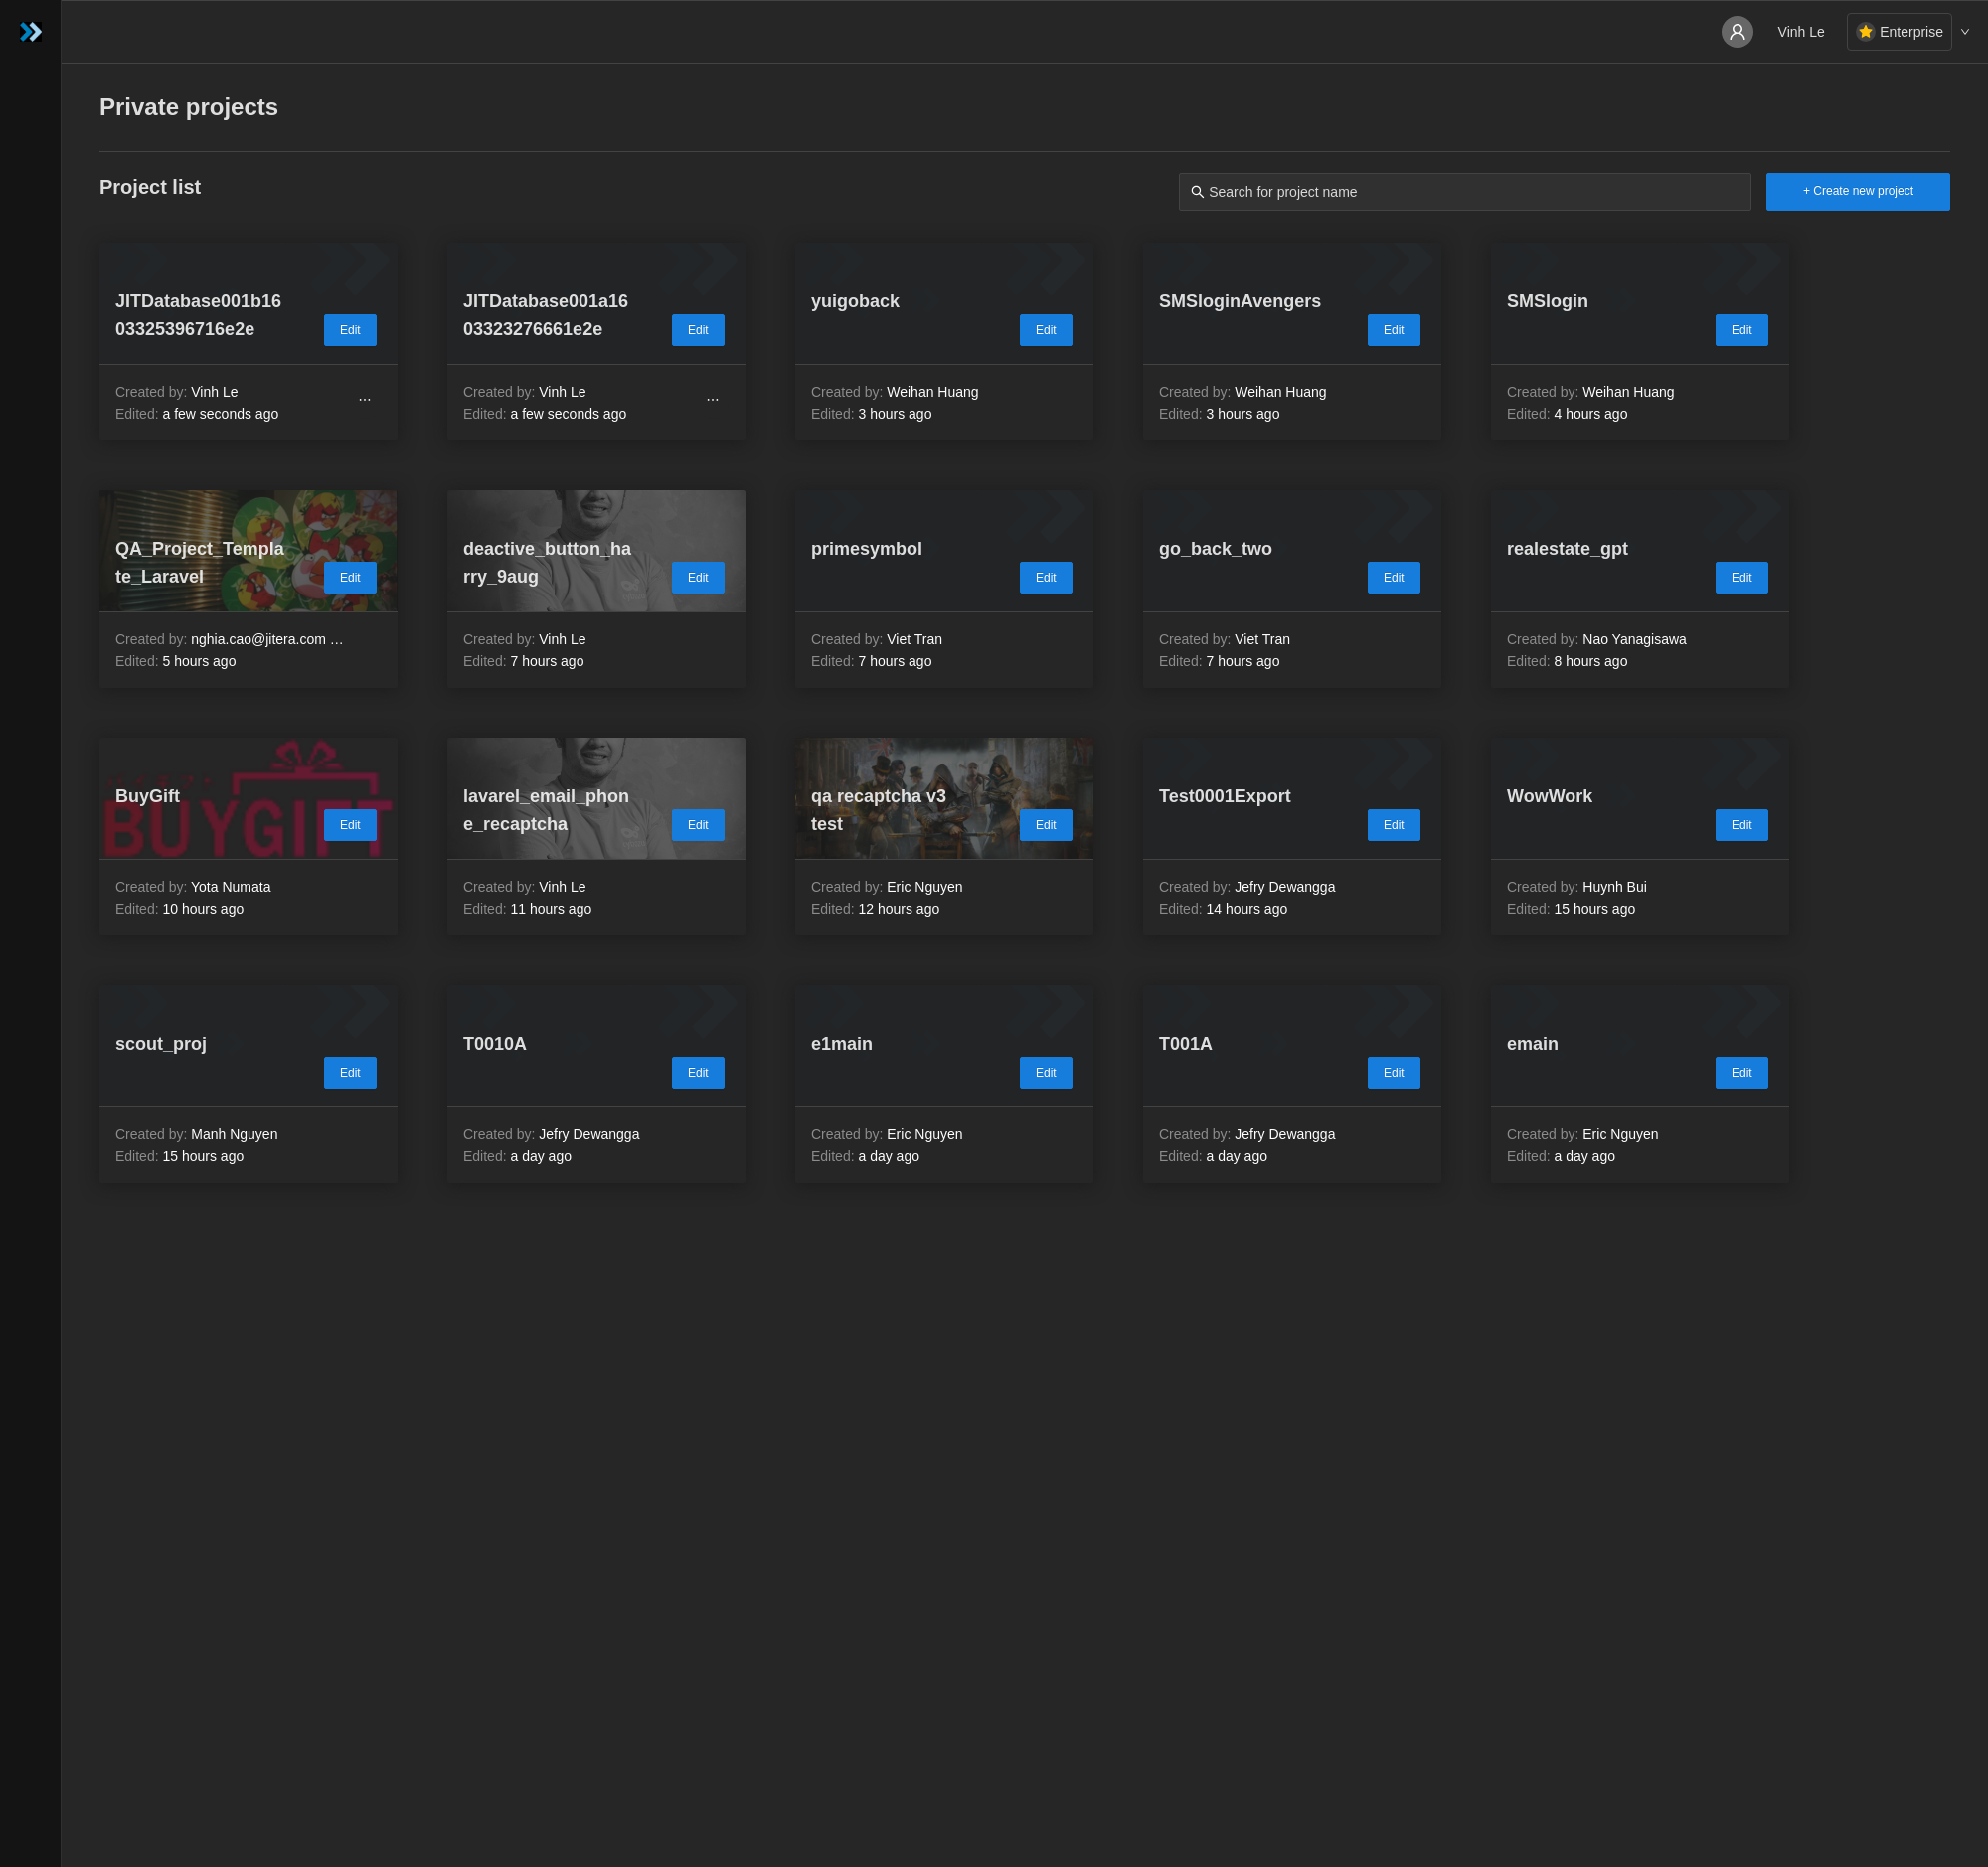 Vinh Le
Enterprise
Private projects
Project list
Search for project name
+ Create new project
JITDatabase001b16
03325396716e2e
Edit
Created by: Vinh Le
...
Edited: a few seconds ago
JITDatabase001a16
03323276661e2e
Edit
Created by: Vinh Le
...
Edited: a few seconds ago
yuigoback
Edit
Created by: Weihan Huang
Edited: 3 hours ago
SMSloginAvengers
Edit
Created by: Weihan Huang
Edited: 3 hours ago
SMSlogin
Edit
Created by: Weihan Huang
Edited: 4 hours ago
QA_Project_Templa
te_Laravel
Edit
Created by: nghia.cao@jitera.com …
Edited: 5 hours ago
deactive_button_ha
rry_9aug
Edit
Created by: Vinh Le
Edited: 7 hours ago
primesymbol
Edit
Created by: Viet Tran
Edited: 7 hours ago
go_back_two
Edit
Created by: Viet Tran
Edited: 7 hours ago
realestate_gpt
Edit
Created by: Nao Yanagisawa
Edited: 8 hours ago
BuyGift
BUYGIFT
Edit
Created by: Yota Numata
Edited: 10 hours ago
lavarel_email_phon
e_recaptcha
Edit
Created by: Vinh Le
Edited: 11 hours ago
qa recaptcha v3
test
Edit
Created by: Eric Nguyen
Edited: 12 hours ago
Test0001Export
Edit
Created by: Jefry Dewangga
Edited: 14 hours ago
WowWork
Edit
Created by: Huynh Bui
Edited: 15 hours ago
scout_proj
Edit
Created by: Manh Nguyen
Edited: 15 hours ago
T0010A
Edit
Created by: Jefry Dewangga
Edited: a day ago
e1main
Edit
Created by: Eric Nguyen
Edited: a day ago
T001A
Edit
Created by: Jefry Dewangga
Edited: a day ago
emain
Edit
Created by: Eric Nguyen
Edited: a day ago